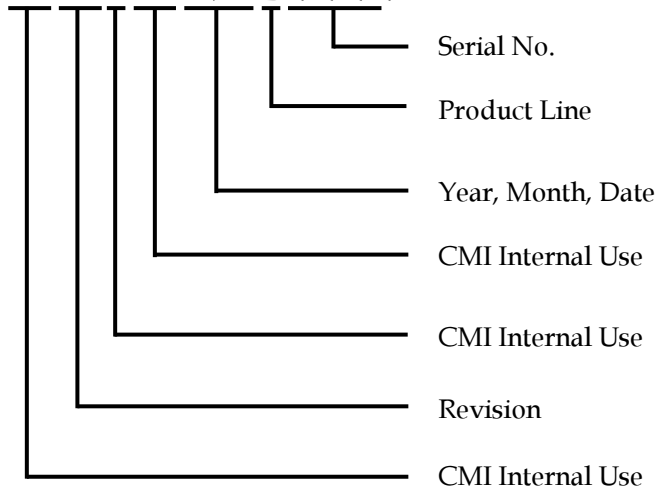 Serial No.
Product Line
Year, Month, Date
CMI Internal Use
CMI Internal Use
Revision
CMI Internal Use